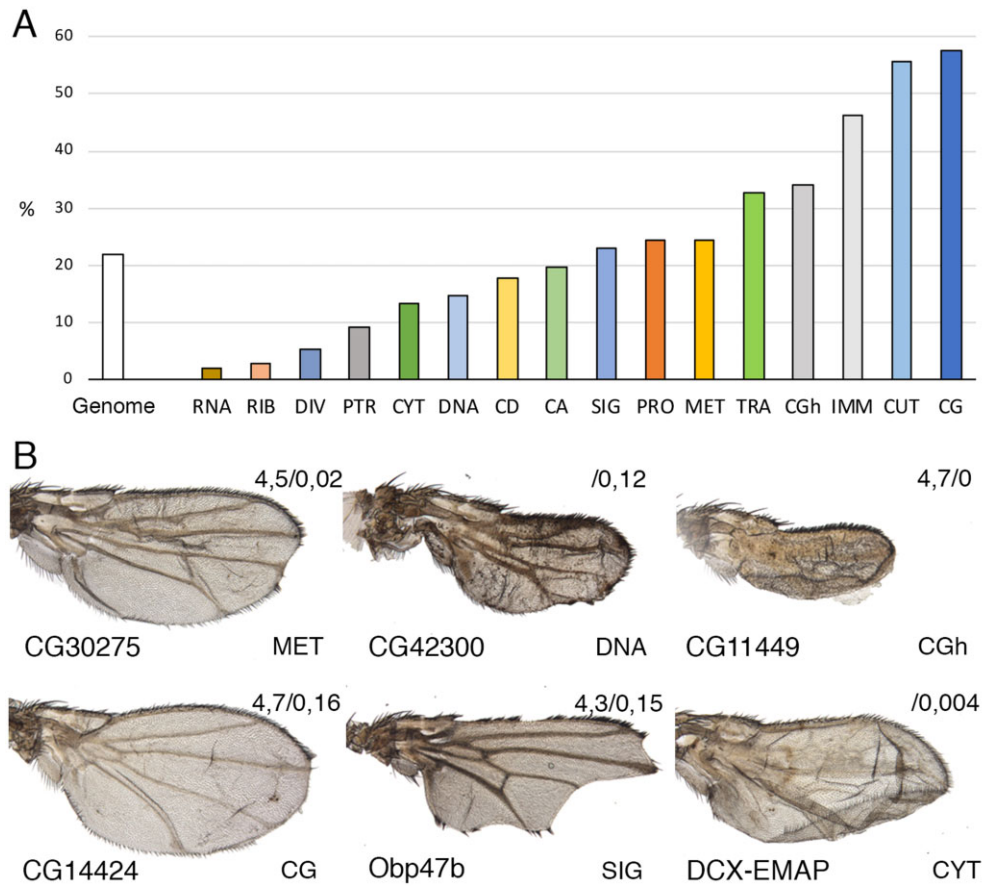 A
60
50
40
30
%
20
10
0
Genome RNA RIB DIV PTR CYT DNA CD CA SIG PRO MET TRA CGh IMM CUT CG
B
4,5/0,02 /0,12 4,7/0
CG30275 MET CG42300 DNA CG11449 CGh
4,7/0,16 4,3/0,15 /0,004
CG14424 CG Obp47b SIG DCX-EMAP CYT